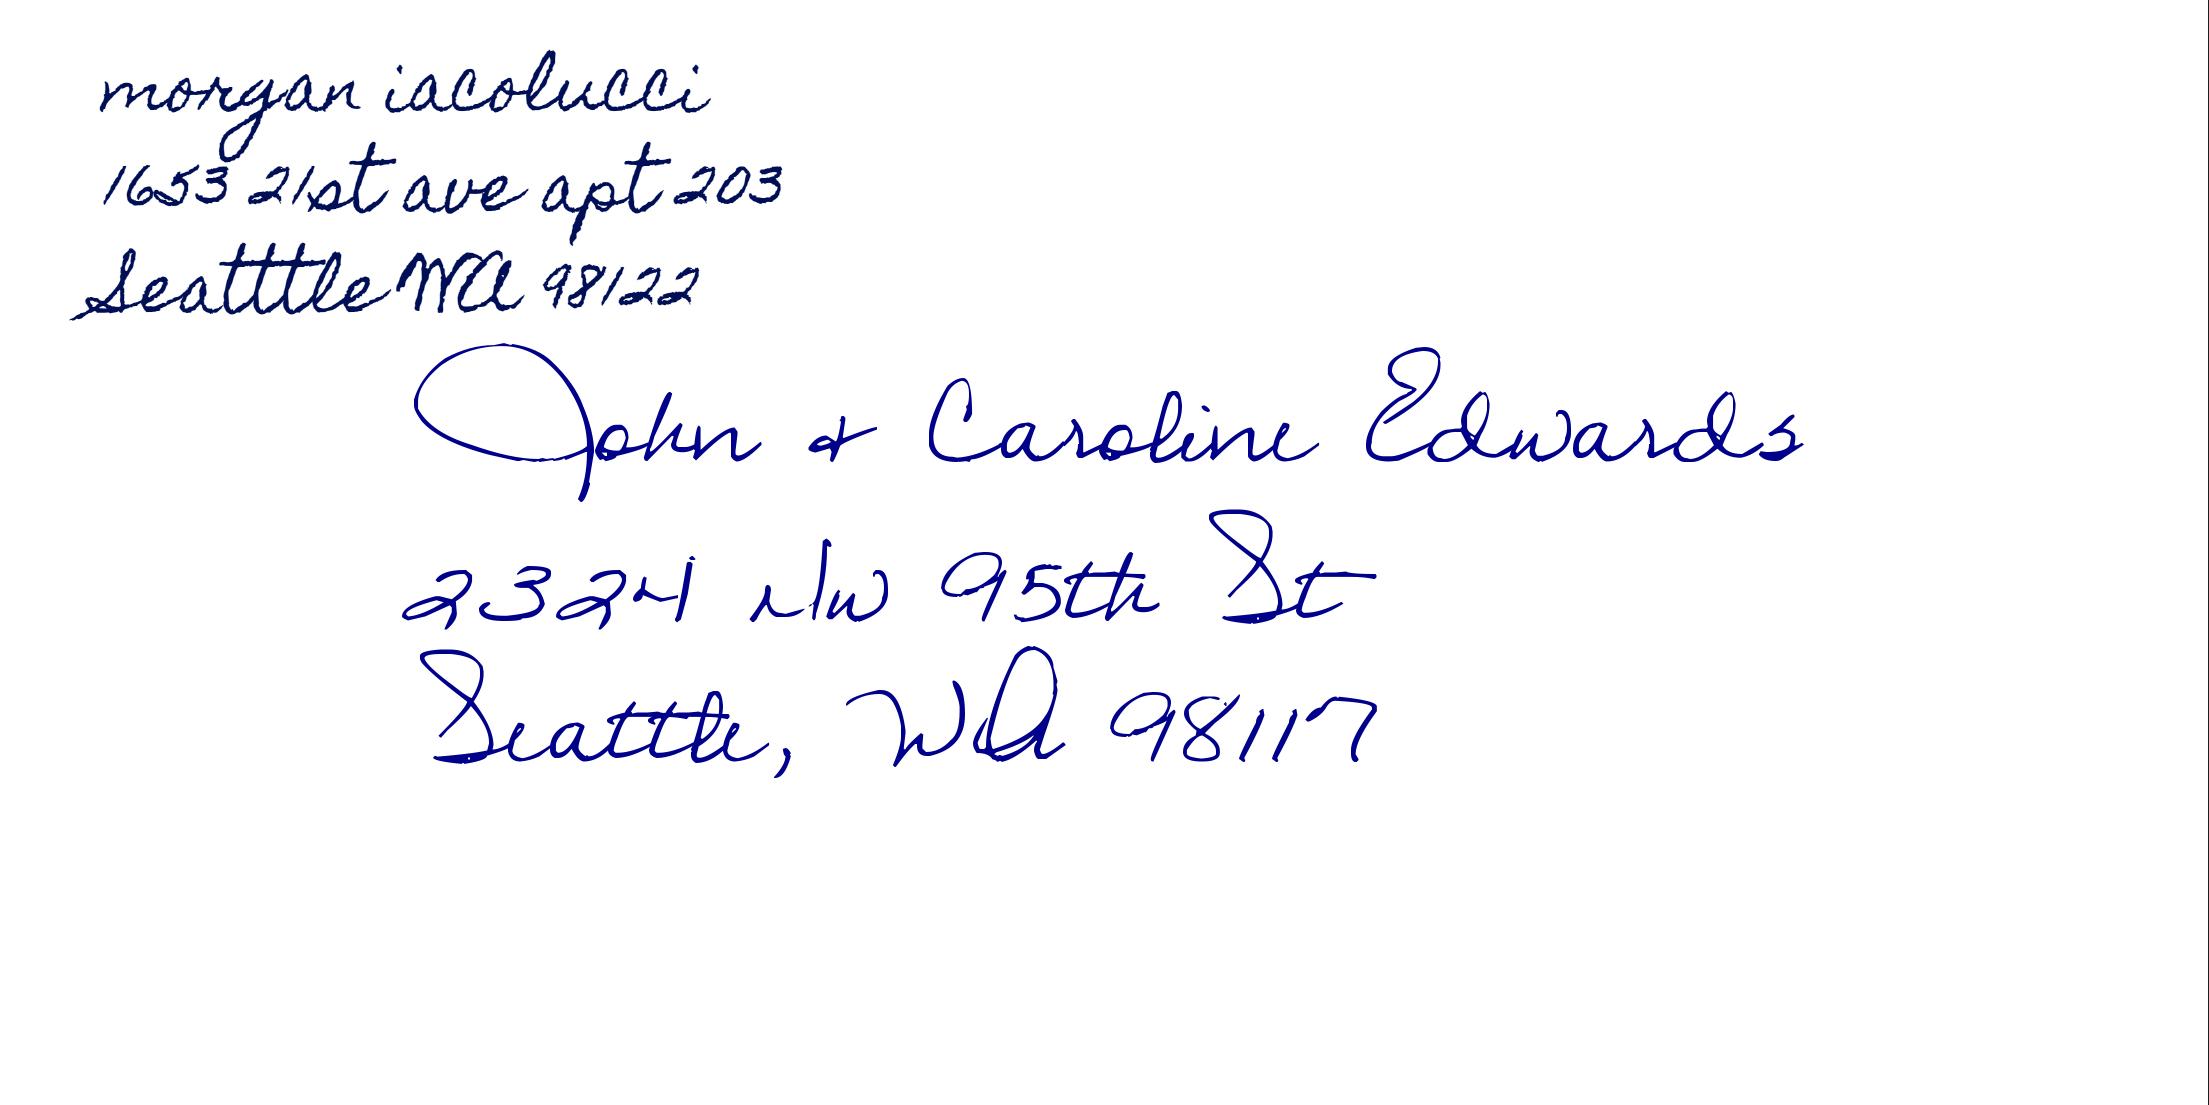 morgan iacolucci
1653 21st ave apt 203
Seatttle WA 98122
John & Caroline Edwards
2324 NW 95th St
Seattle, WA 98117